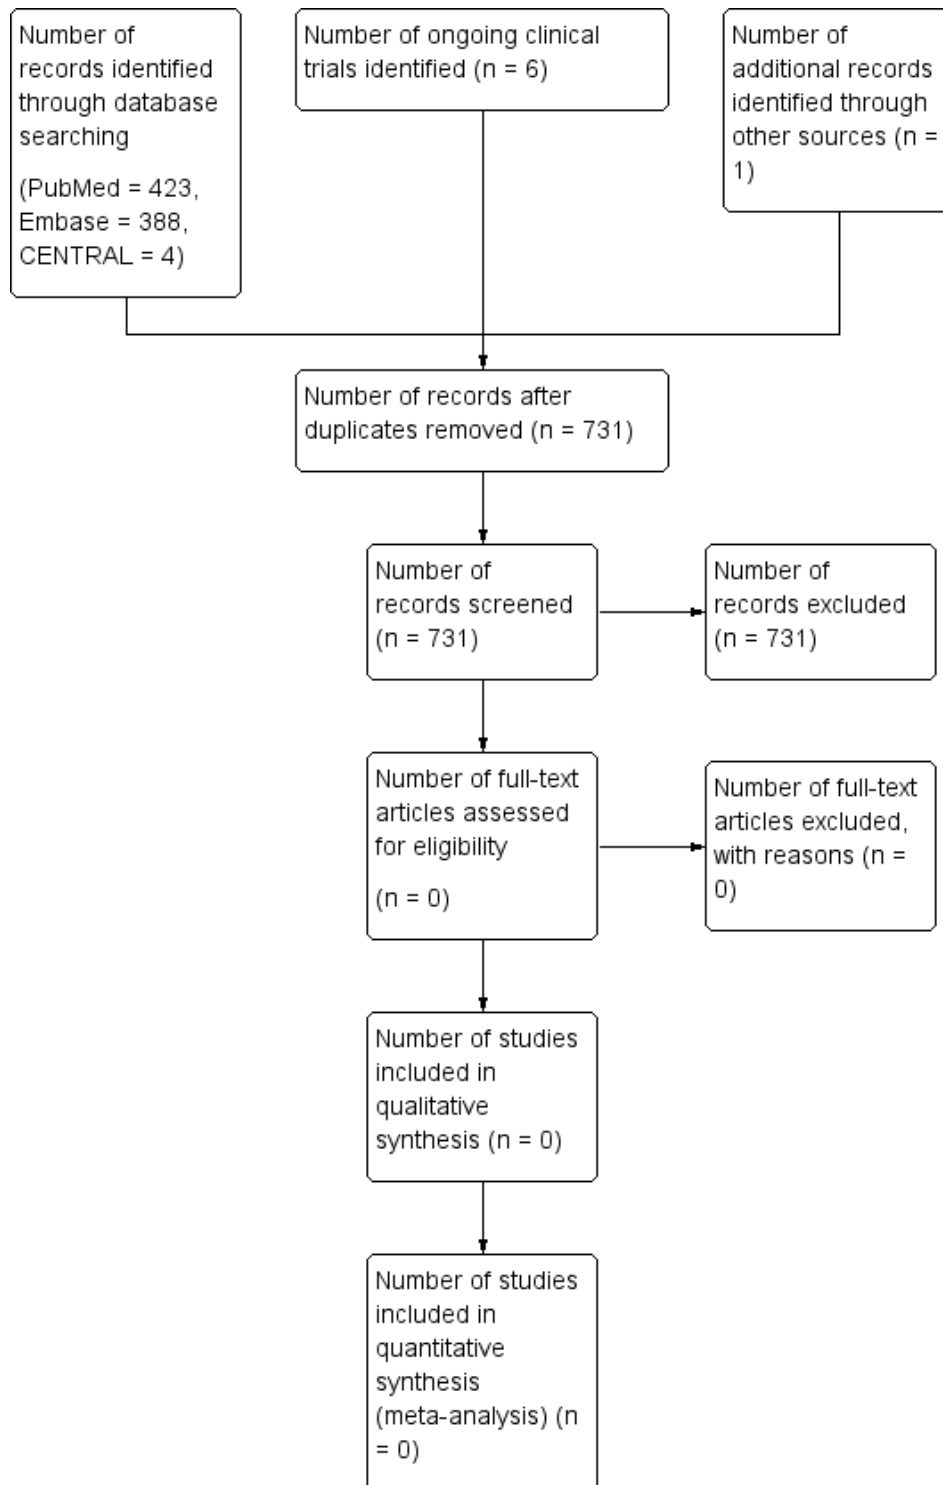 Number of
records identified
through database
searching
(PubMed = 423,
Embase = 388,
CENTRAL = 4)
Number of ongoing clinical
trials identified (n = 6)
Number of
additional records
identified through
other sources (n =
1)
Number of records after
duplicates removed (n = 731)
Number of
records screened
(n = 731)
Number of
records excluded
(n = 731)
Number of full-text
articles assessed
for eligibility
(n = 0)
Number of full-text
articles excluded,
with reasons (n =
0)
Number of studies
included in
qualitative
synthesis (n = 0)
Number of studies
included in
quantitative
synthesis
(meta-analysis) (n
= 0)